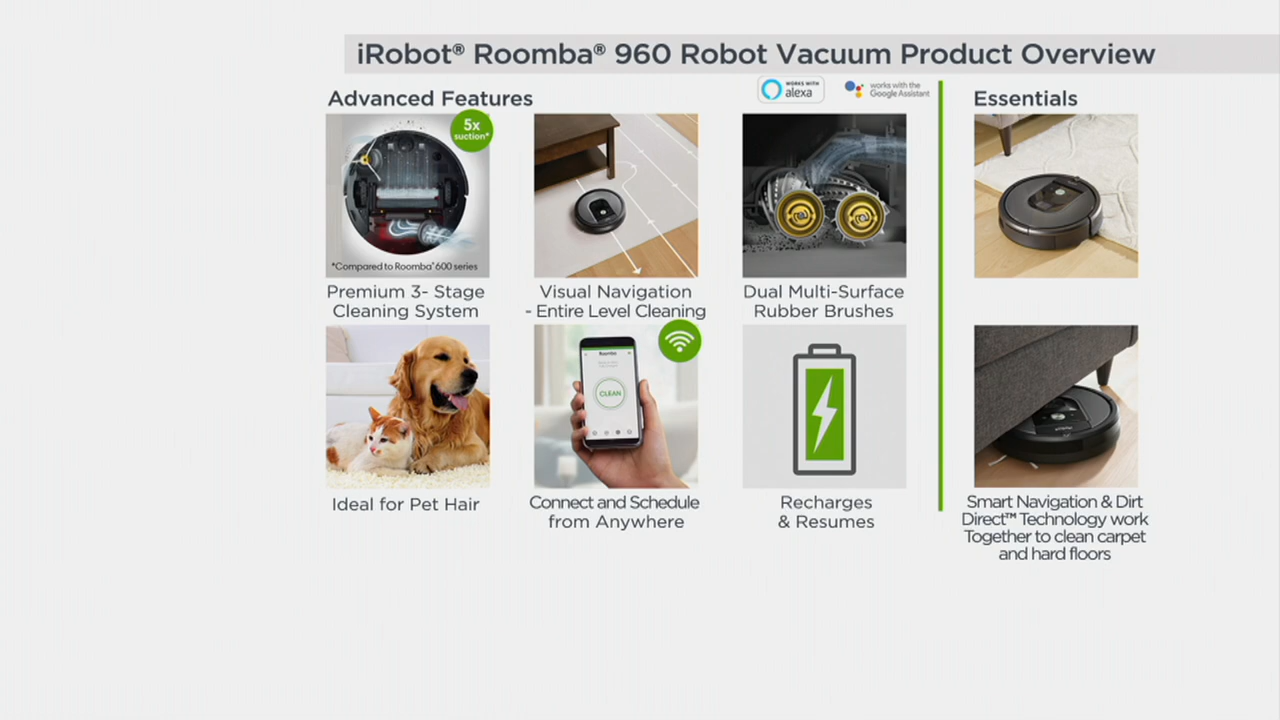 iRobot® Roomba® 960 Robot Vacuum Product Overview
WORKS WITH
alexa
works with the
Google Assistant
Advanced Features
Essentials
5x
suction*
*Compared to Roomba® 600 series
Premium 3- Stage
Cleaning System
Visual Navigation
- Entire Level Cleaning
Dual Multi-Surface
Rubber Brushes
Roomba
CLEAN
Ideal for Pet Hair
Connect and Schedule
from Anywhere
Recharges
& Resumes
Smart Navigation & Dirt
Direct™ Technology work
Together to clean carpet
and hard floors